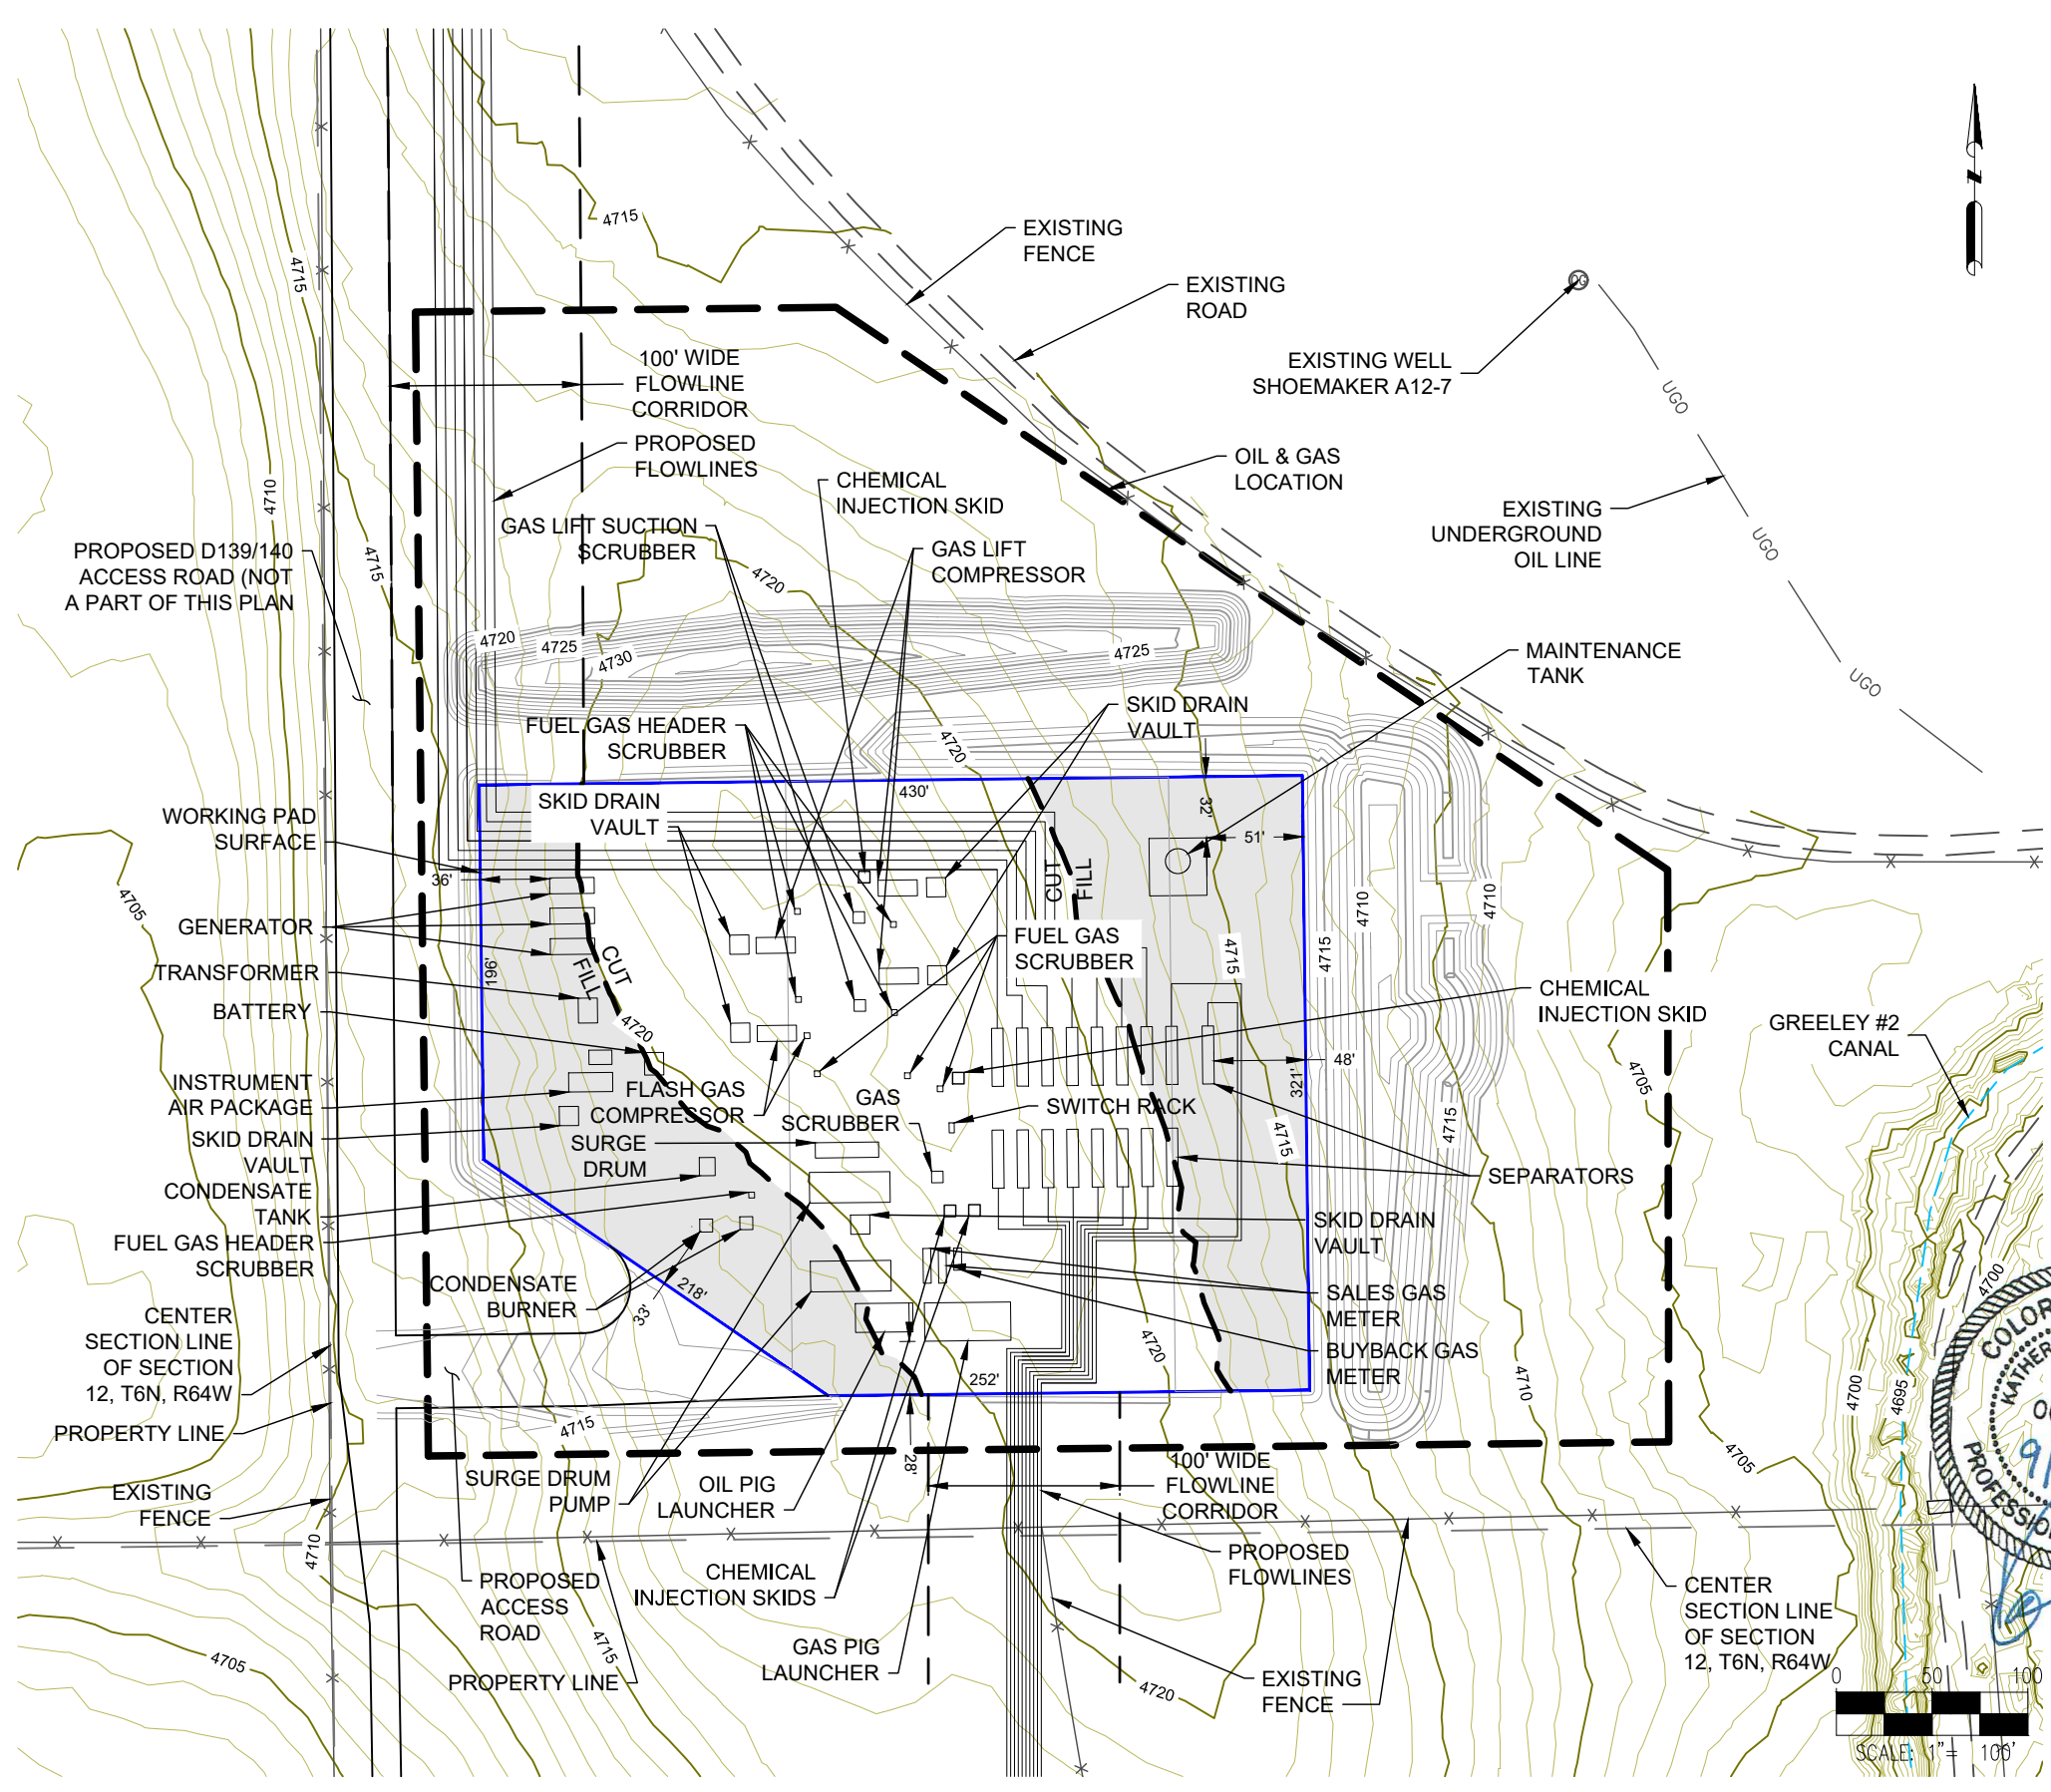 4715
EXISTING
FENCE
EXISTING
ROAD
4715
100' WIDE
FLOWLINE
CORRIDOR
EXISTING WELL
SHOEMAKER A12-7
UGO
PROPOSED
FLOWLINES
OIL & GAS
LOCATION
CHEMICAL
INJECTION SKID
4710
GAS LIFT SUCTION
SCRUBBER
EXISTING
UNDERGROUND
OIL LINE
UGO
GAS LIFT
COMPRESSOR
PROPOSED D139/140
ACCESS ROAD (NOT
A PART OF THIS PLAN
4715
4720
4720
4725
4730
4725
MAINTENANCE
TANK
UGO
SKID DRAIN
VAULT
FUEL GAS HEADER
SCRUBBER
4720
430'
SKID DRAIN
VAULT
32'
51'
WORKING PAD
SURFACE
36'
CUT
FILL
4710
4710
4705
GENERATOR
196'
CUT
FILL
FUEL GAS
SCRUBBER
4715
4715
TRANSFORMER
BATTERY
4720
CHEMICAL
INJECTION SKID
GREELEY #2
CANAL
48'
321'
4705
INSTRUMENT
AIR PACKAGE
FLASH GAS
COMPRESSOR
GAS
SCRUBBER
SWITCH RACK
4715
4715
SKID DRAIN
VAULT
SURGE
DRUM
SEPARATORS
CONDENSATE
TANK
FUEL GAS HEADER
SCRUBBER
SKID DRAIN
VAULT
CONDENSATE
BURNER
218'
33'
SALES GAS
METER
4700
CENTER
SECTION LINE
OF SECTION
12, T6N, R64W
BUYBACK GAS
METER
4720
252'
4710
4700
4695
PROPERTY LINE
4715
28'
4705
SURGE DRUM
PUMP
OIL PIG
LAUNCHER
100' WIDE
FLOWLINE
CORRIDOR
EXISTING
FENCE
4710
PROPOSED
FLOWLINES
PROPOSED
ACCESS
ROAD
CHEMICAL
INJECTION SKIDS
CENTER
SECTION LINE
OF SECTION
12, T6N, R64W
4715
4705
GAS PIG
LAUNCHER
PROPERTY LINE
4720
EXISTING
FENCE
0 50 100
SCALE: 1"= 100'